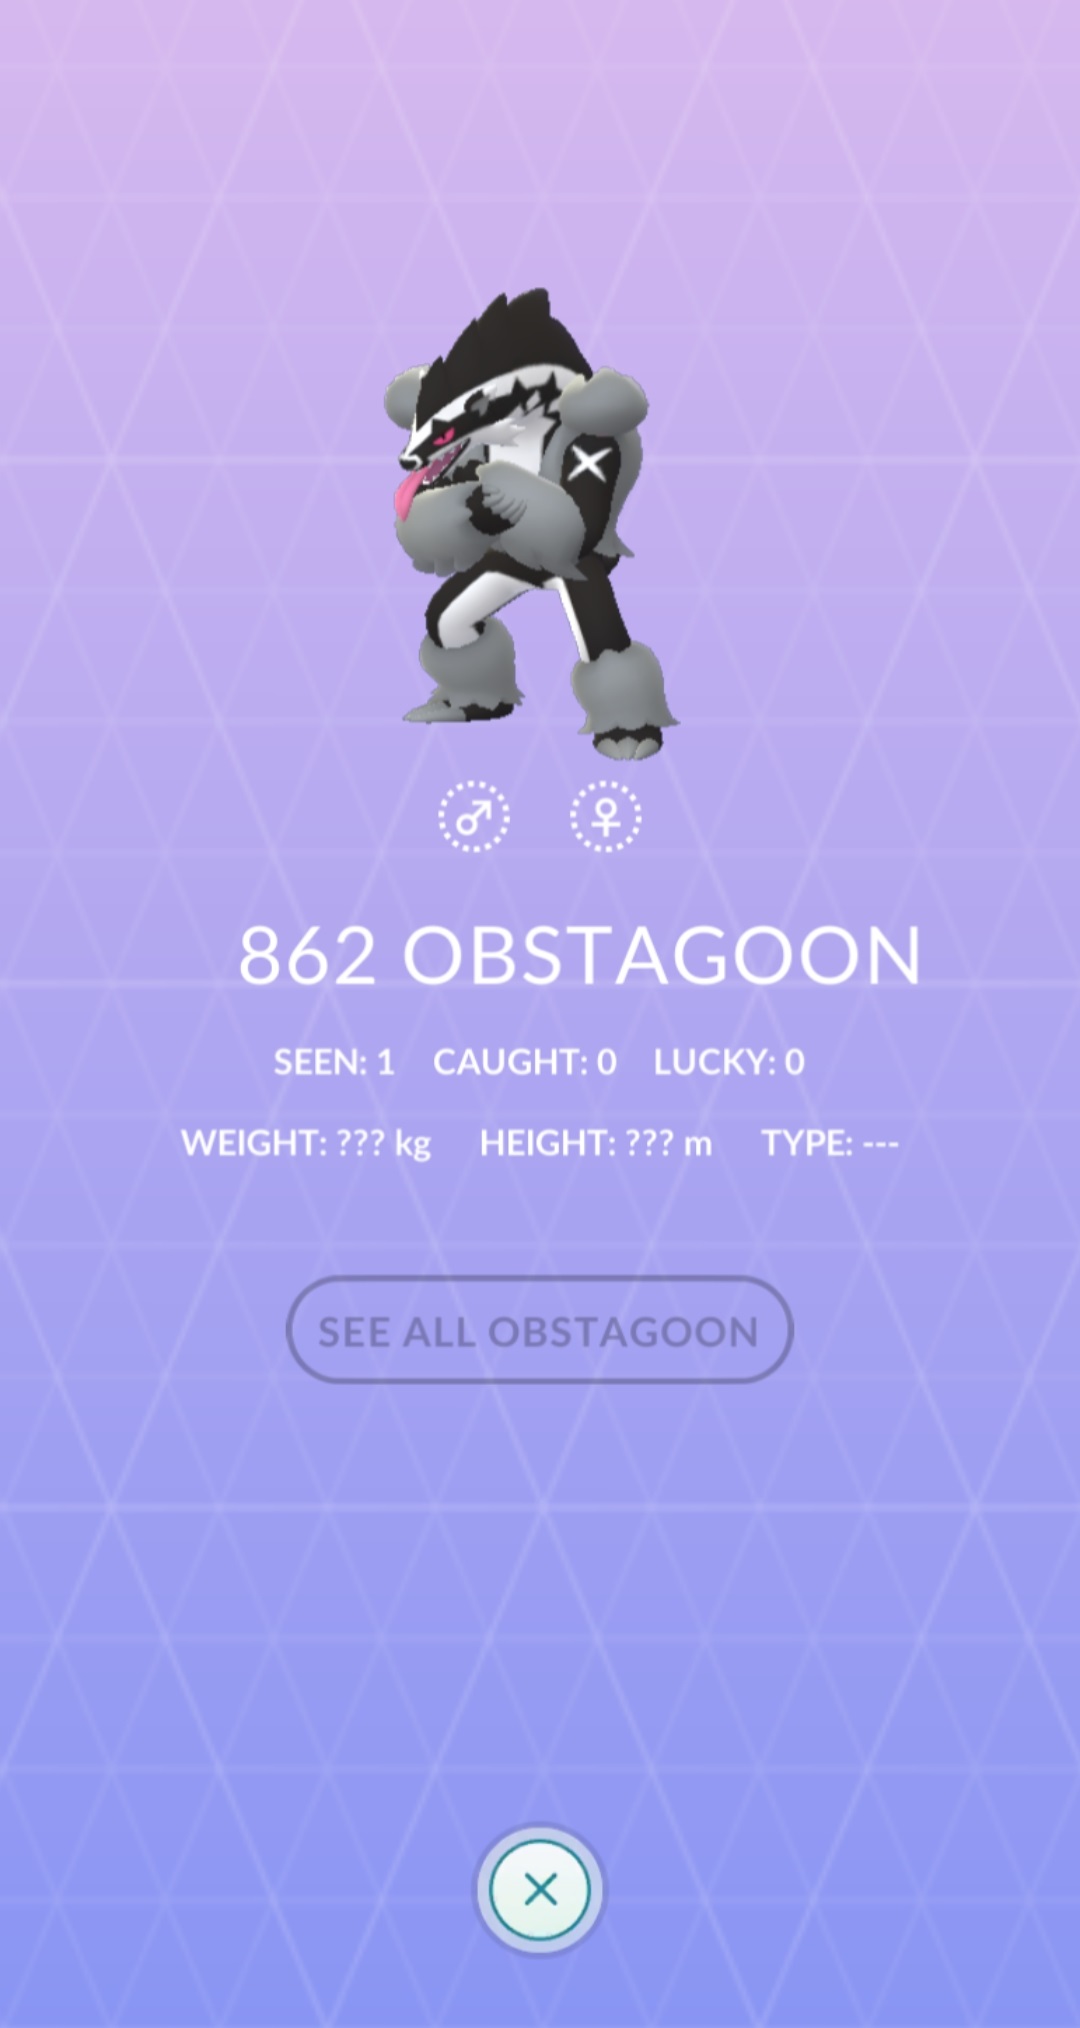 862 OBSTAGOON
SEEN: 1 CAUGHT: 0 LUCKY: 0
WEIGHT: ??? kg HEIGHT: ??? m TYPE: ---
SEE ALL OBSTAGOON